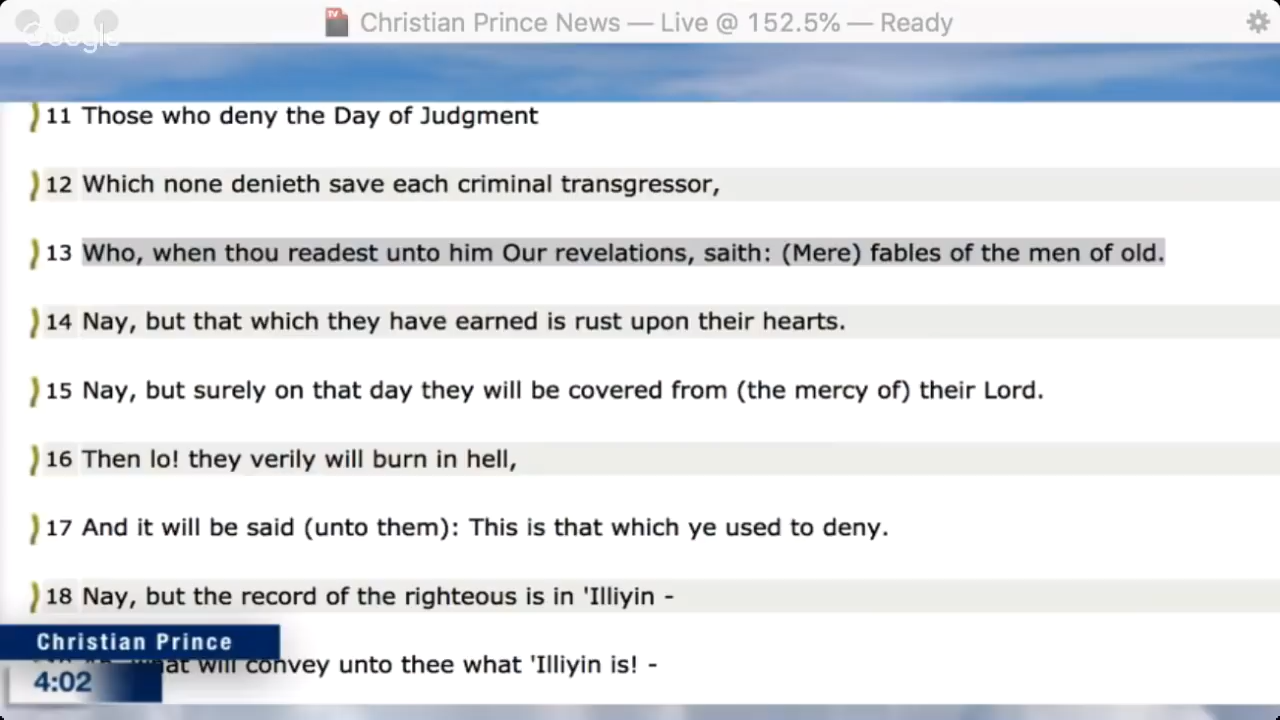 Christian Prince News — Live @ 152.5% — Ready
Google
11 Those who deny the Day of Judgment
12 Which none denieth save each criminal transgressor,
13 Who, when thou readest unto him Our revelations, saith: (Mere) fables of the men of old.
14 Nay, but that which they have earned is rust upon their hearts.
15 Nay, but surely on that day they will be covered from (the mercy of) their Lord.
16 Then lo! they verily will burn in hell,
17 And it will be said (unto them): This is that which ye used to deny.
18 Nay, but the record of the righteous is in 'Illiyin -
will convey unto thee what 'Illiyin is! -
Christian Prince
4:02